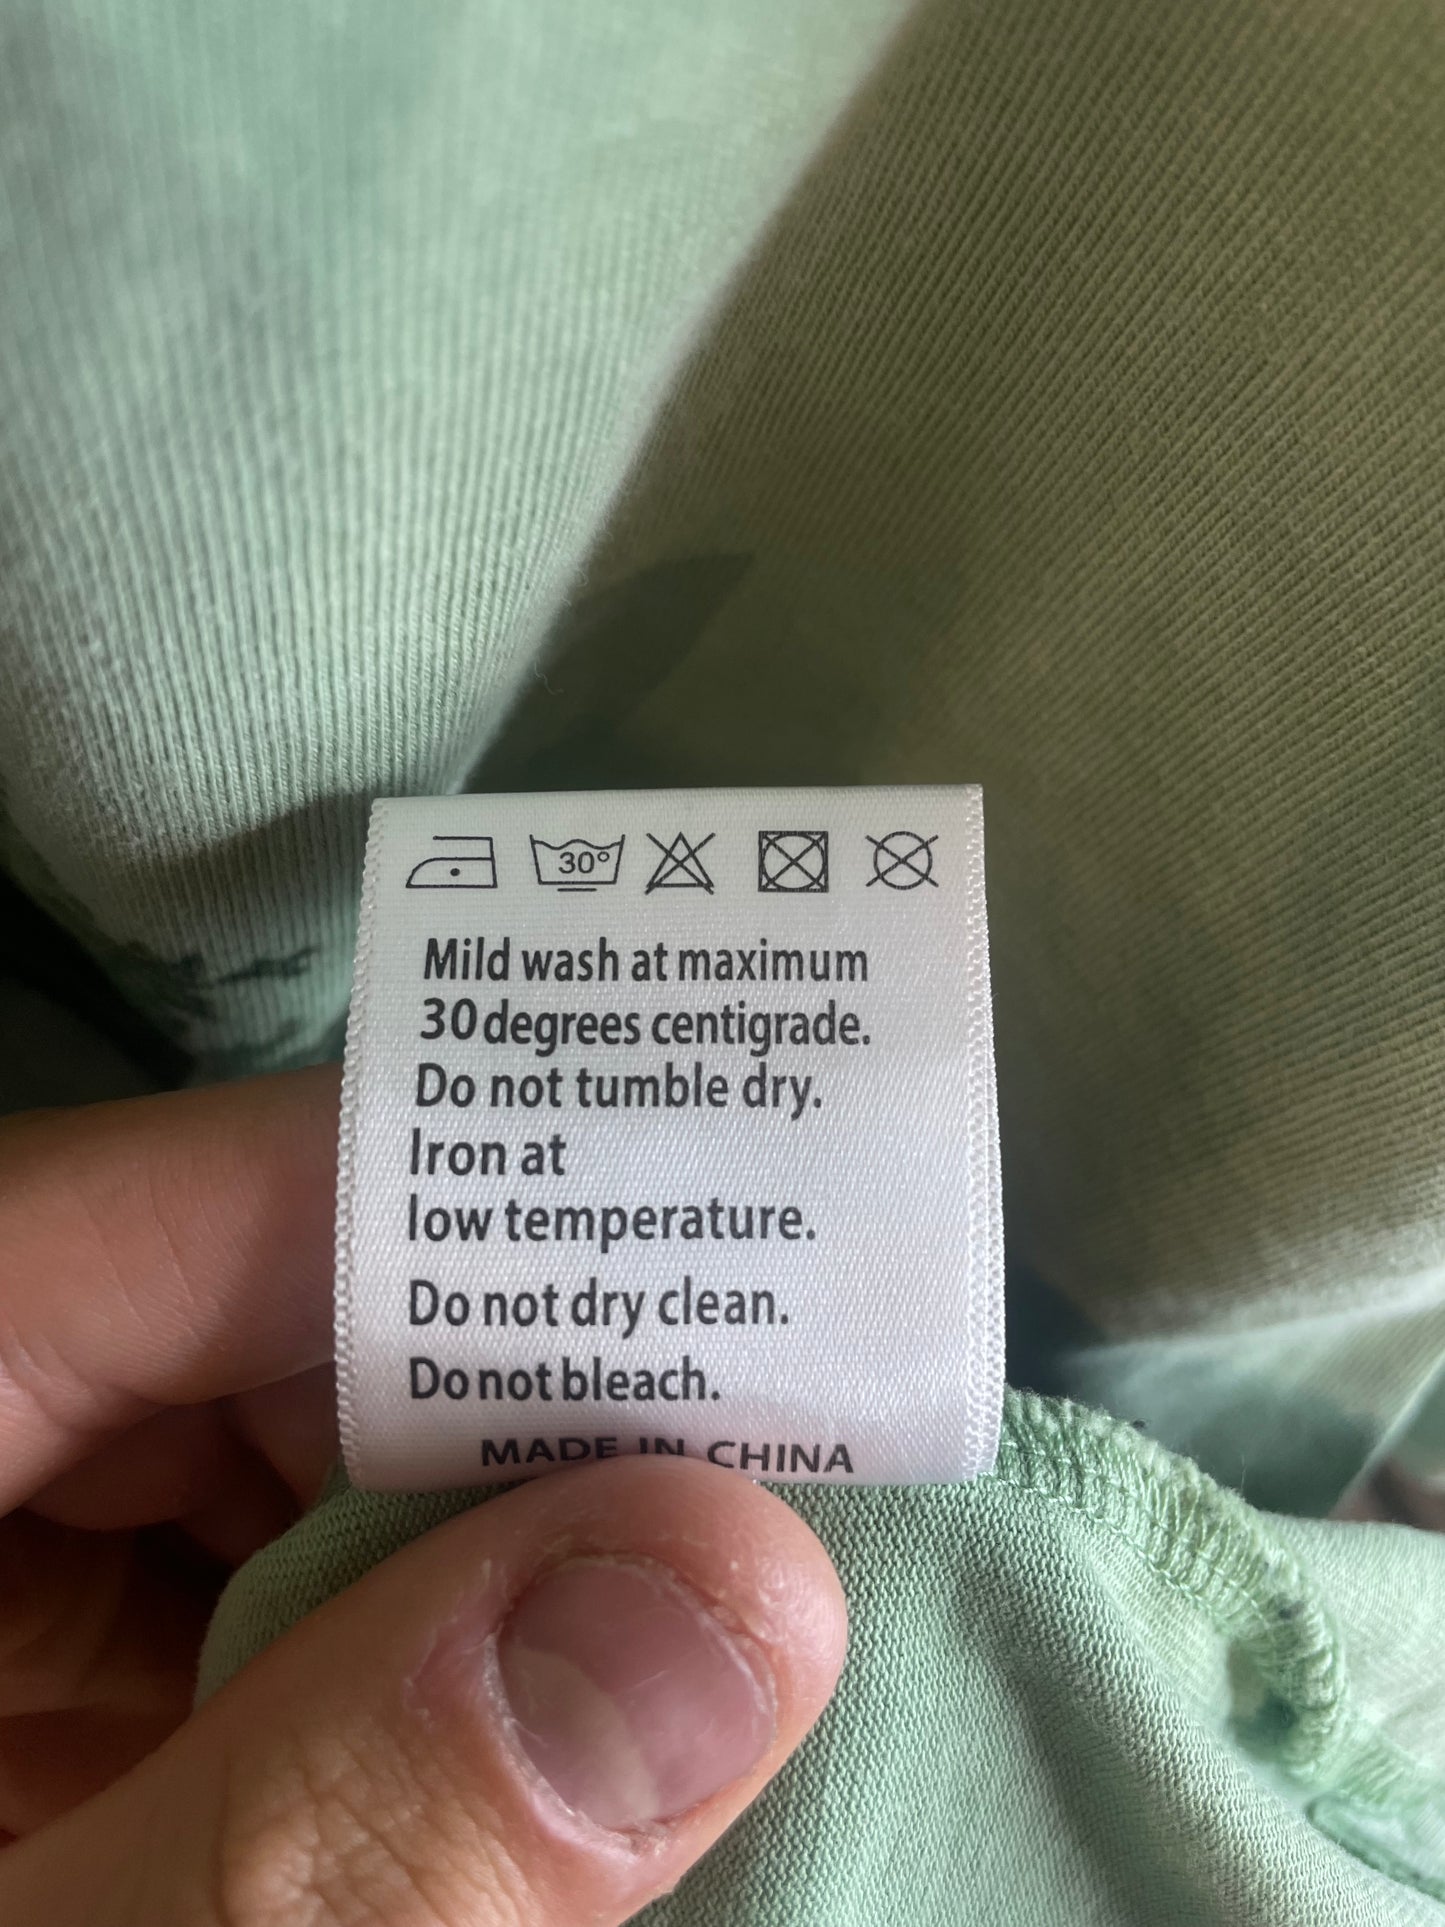 30°
Mild wash at maximum
30 degrees centigrade.
Do not tumble dry.
Iron at
low temperature.
Do not dry clean.
Do not bleach.
MADE IN CHINA